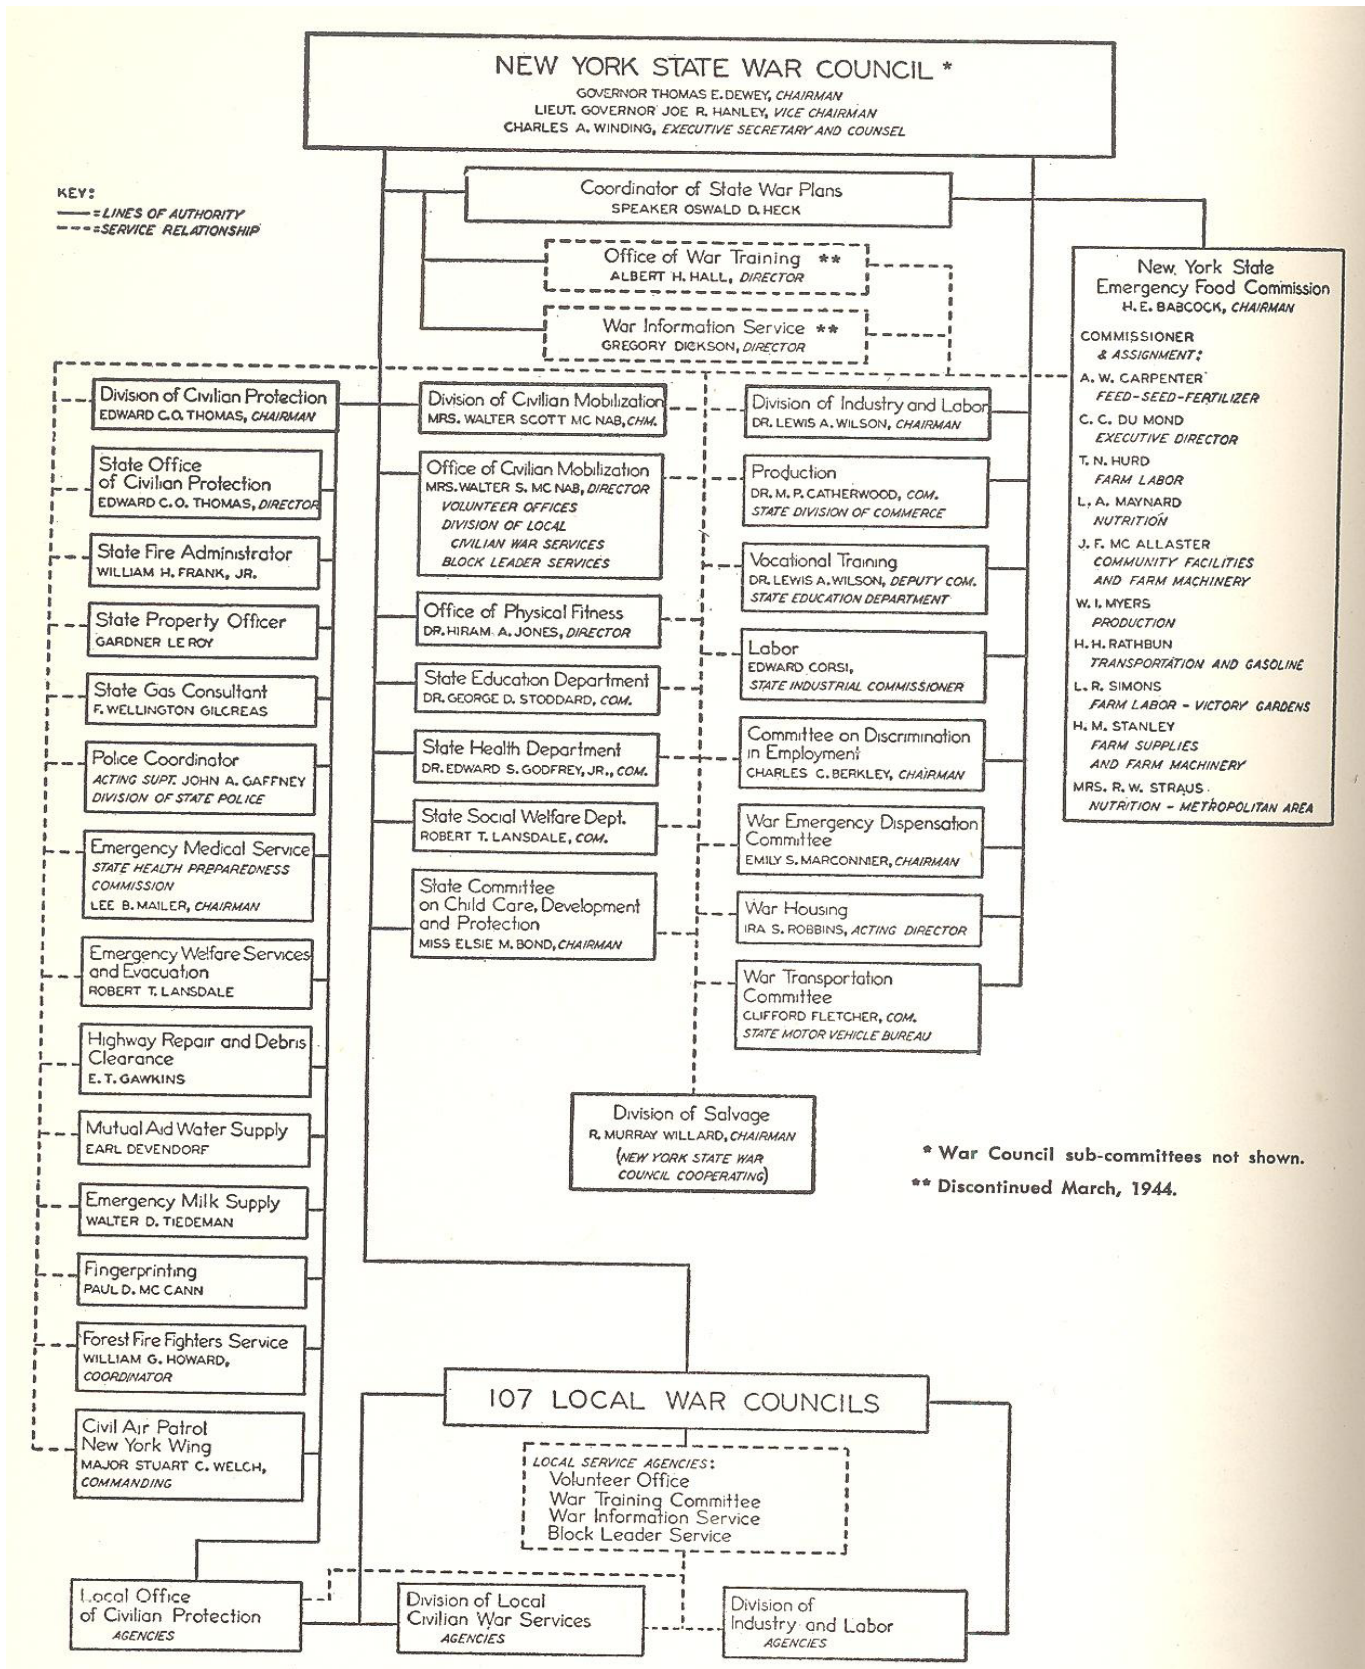 NEW YORK STATE WAR COUNCIL *
GOVERNOR THOMAS E. DEWEY, CHAIRMAN
LIEUT. GOVERNOR JOE R. HANLEY, VICE CHAIRMAN
CHARLES A. WINDING, EXECUTIVE SECRETARY AND COUNSEL
KEY:
= LINES OF AUTHORITY
= SERVICE RELATIONSHIP
Coordinator of State War Plans
SPEAKER OSWALD D. HECK
Office of War Training **
ALBERT H. HALL, DIRECTOR
War Information Service **
GREGORY DICKSON, DIRECTOR
New York State
Emergency Food Commission
H. E. BABCOCK, CHAIRMAN
COMMISSIONER
& ASSIGNMENT:
A. W. CARPENTER
FEED-SEED-FERTILIZER
C. C. DU MOND
EXECUTIVE DIRECTOR
T. N. HURD
FARM LABOR
L. A. MAYNARD
NUTRITION
J. F. MC ALLASTER
COMMUNITY FACILITIES
AND FARM MACHINERY
W. I. MYERS
PRODUCTION
H. H. RATHBUN
TRANSPORTATION AND GASOLINE
L. R. SIMONS
FARM LABOR - VICTORY GARDENS
H. M. STANLEY
FARM SUPPLIES
AND FARM MACHINERY
MRS. R. W. STRAUS
NUTRITION - METROPOLITAN AREA
Division of Civilian Protection
EDWARD C.O. THOMAS, CHAIRMAN
State Office
of Civilian Protection
EDWARD C.O. THOMAS, DIRECTOR
State Fire Administrator
WILLIAM H. FRANK, JR.
State Property Officer
GARDNER LE ROY
State Gas Consultant
F. WELLINGTON GILCREAS
Police Coordinator
ACTING SUPT. JOHN A. GAFFNEY
DIVISION OF STATE POLICE
Emergency Medical Service
STATE HEALTH PREPAREDNESS
COMMISSION
LEE B. MAILER, CHAIRMAN
Emergency Welfare Services
and Evacuation
ROBERT T. LANSDALE
Highway Repair and Debris
Clearance
E. T. GAWKINS
Mutual Aid Water Supply
EARL DEVENDORF
Emergency Milk Supply
WALTER D. TIEDEMAN
Fingerprinting
PAUL D. MC CANN
Forest Fire Fighters Service
WILLIAM G. HOWARD,
COORDINATOR
Civil Air Patrol
New York Wing
MAJOR STUART C. WELCH,
COMMANDING
Division of Civilian Mobilization
MRS. WALTER SCOTT MC NAB, CHM.
Office of Civilian Mobilization
MRS. WALTER S. MC NAB, DIRECTOR
VOLUNTEER OFFICES
DIVISION OF LOCAL
CIVILIAN WAR SERVICES
BLOCK LEADER SERVICES
Office of Physical Fitness
DR. HIRAM A. JONES, DIRECTOR
State Education Department
DR. GEORGE D. STODDARD, COM.
State Health Department
DR. EDWARD S. GODFREY, JR., COM.
State Social Welfare Dept.
ROBERT T. LANSDALE, COM.
State Committee
on Child Care, Development
and Protection
MISS ELSIE M. BOND, CHAIRMAN
Division of Industry and Labor
DR. LEWIS A. WILSON, CHAIRMAN
Production
DR. M. P. CATHERWOOD, COM.
STATE DIVISION OF COMMERCE
Vocational Training
DR. LEWIS A. WILSON, DEPUTY COM.
STATE EDUCATION DEPARTMENT
Labor
EDWARD CORSI,
STATE INDUSTRIAL COMMISSIONER
Committee on Discrimination
in Employment
CHARLES C. BERKLEY, CHAIRMAN
War Emergency Dispensation
Committee
EMILY S. MARCONNIER, CHAIRMAN
War Housing
IRA S. ROBBINS, ACTING DIRECTOR
War Transportation
Committee
CLIFFORD FLETCHER, COM.
STATE MOTOR VEHICLE BUREAU
Division of Salvage
R. MURRAY WILLARD, CHAIRMAN
(NEW YORK STATE WAR
COUNCIL COOPERATING)
* War Council sub-committees not shown.
** Discontinued March, 1944.
107 LOCAL WAR COUNCILS
LOCAL SERVICE AGENCIES:
Volunteer Office
War Training Committee
War Information Service
Block Leader Service
Local Office
of Civilian Protection
AGENCIES
Division of Local
Civilian War Services
AGENCIES
Division of
Industry and Labor
AGENCIES